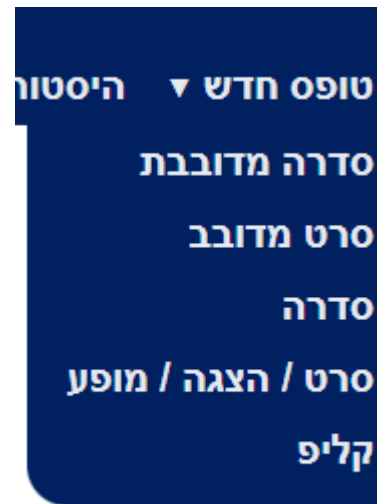 טופס חדש ▼ היסטור
סדרה מדובבת
סרט מדובב
סדרה
סרט / הצגה / מופע
קליפ